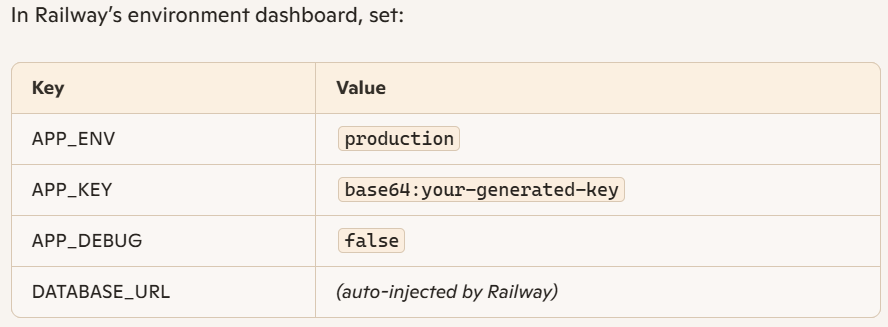 In Railway’s environment dashboard, set:
Key Value
APP_ENV production
APP_KEY base64:your-generated-key
APP_DEBUG false
DATABASE_URL (auto-injected by Railway)